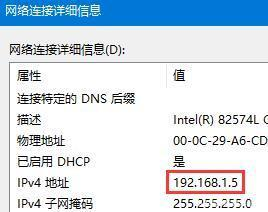 网络连接详细信息
网络连接详细信息(D):
属性 值
连接特定的 DNS 后缀
描述 Intel(R) 82574L G
物理地址 00-0C-29-A6-CD
已启用 DHCP 是
IPv4 地址 192.168.1.5
IPv4 子网掩码 255.255.255.0